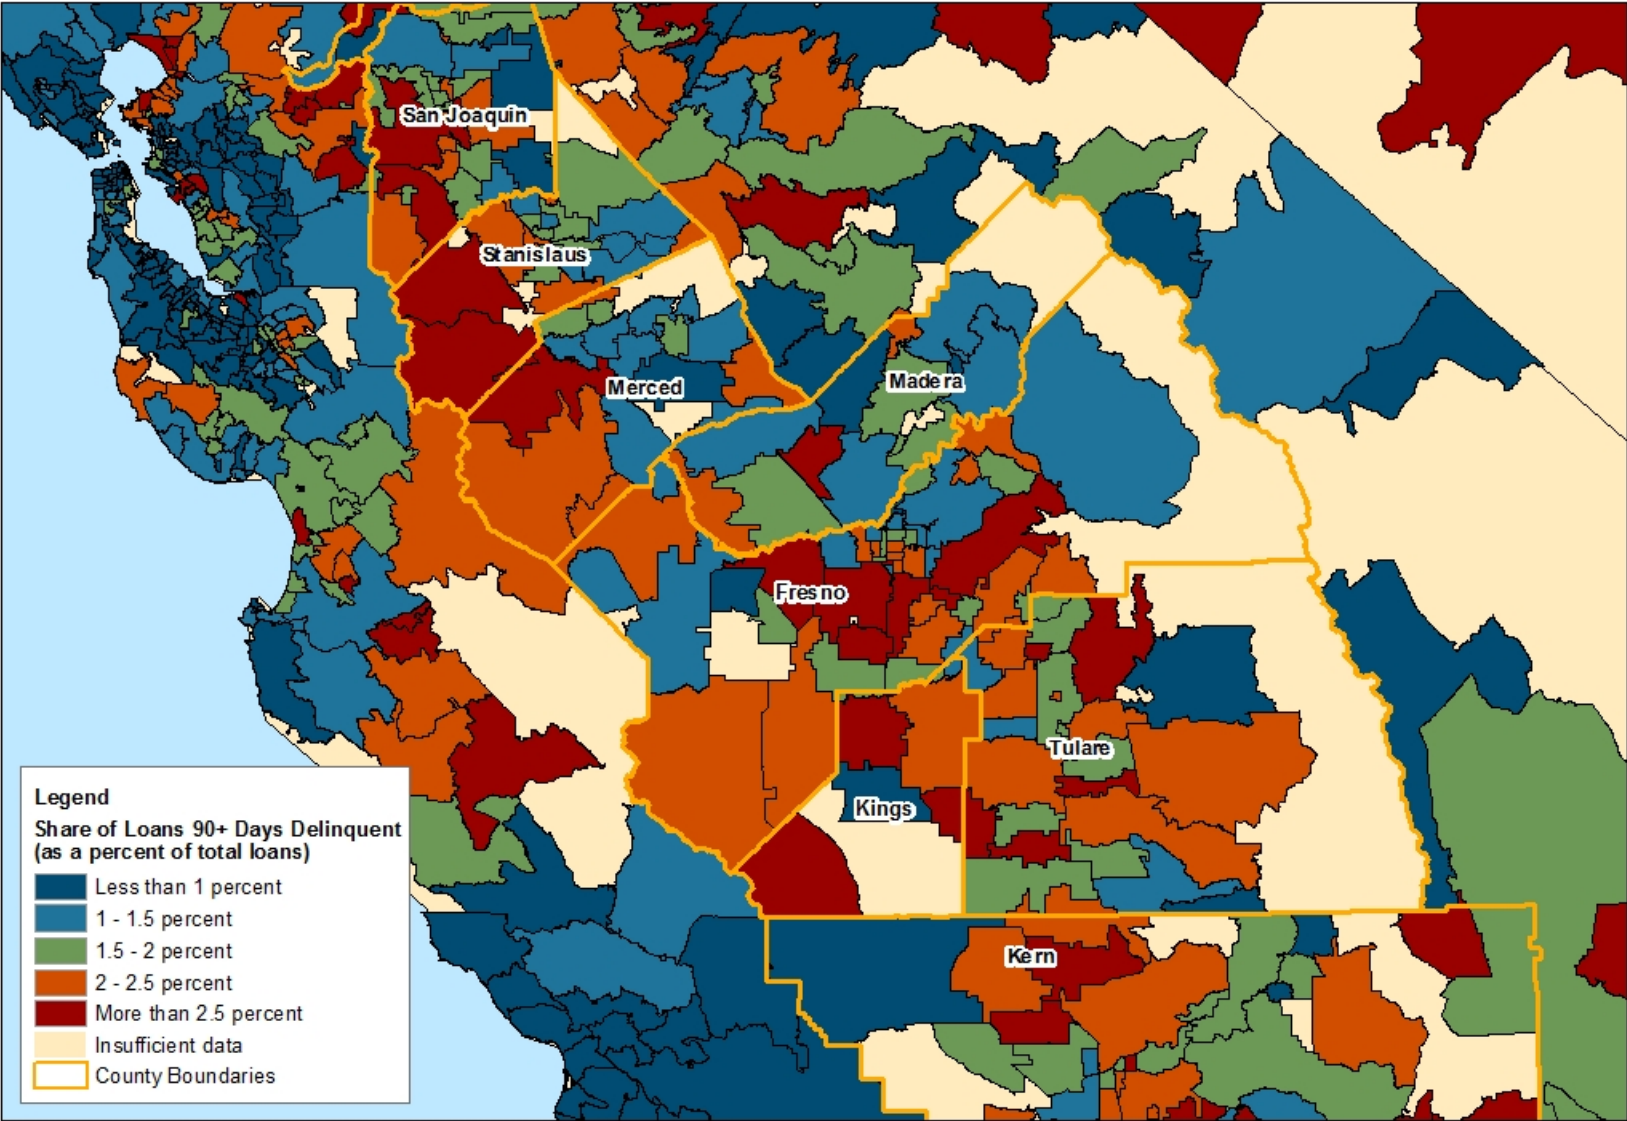 San Joaquin
Stanislaus
Merced
Madera
Fresno
Tulare
Kings
Kern
Legend
Share of Loans 90+ Days Delinquent
(as a percent of total loans)
Less than 1 percent
1 - 1.5 percent
1.5 - 2 percent
2 - 2.5 percent
More than 2.5 percent
Insufficient data
County Boundaries